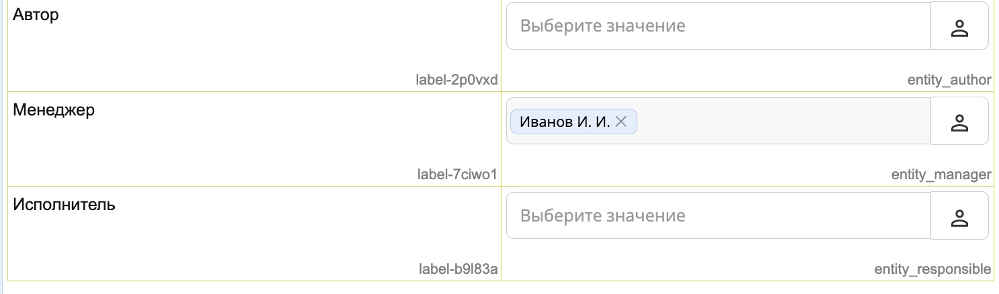 Автор
Выберите значение
label-2p0vxd
entity_author
Менеджер
Иванов И. И.
label-7ciwo1
entity_manager
Исполнитель
Выберите значение
label-b9l83a
entity_responsible